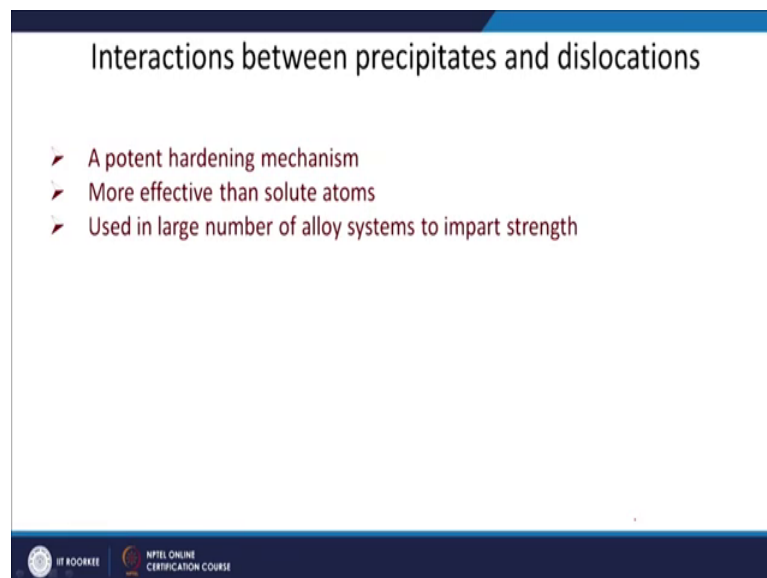 Interactions between precipitates and dislocations
A potent hardening mechanism
More effective than solute atoms
Used in large number of alloy systems to impart strength
IIT ROORKEE
NPTEL ONLINE
CERTIFICATION COURSE